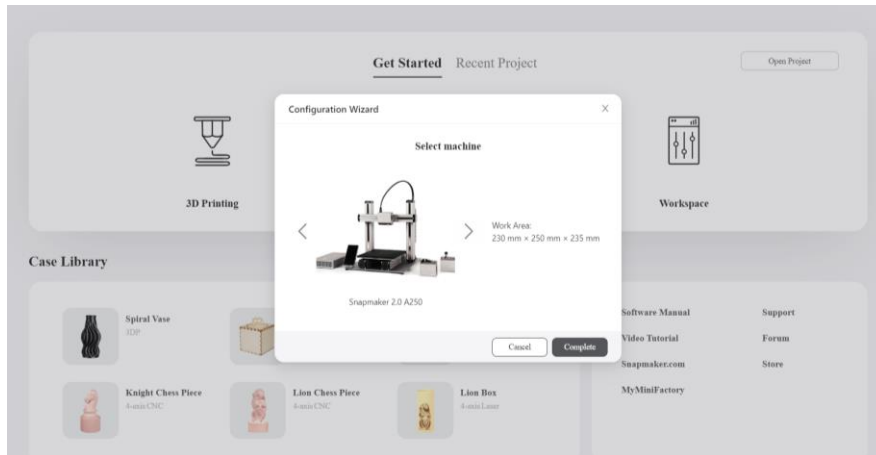 Get Started
Recent Project
Open Project
Configuration Wizard
X
Select machine
3D Printing
Workspace
Work Area:
230 mm × 250 mm × 235 mm
Snapmaker 2.0 A250
Cancel
Complete
Case Library
Spiral Vase
3DP
Knight Chess Piece
4-axis CNC
Lion Chess Piece
4-axis CNC
Lion Box
4-axis Laser
Software Manual
Support
Video Tutorial
Forum
Snapmaker.com
Store
MyMiniFactory